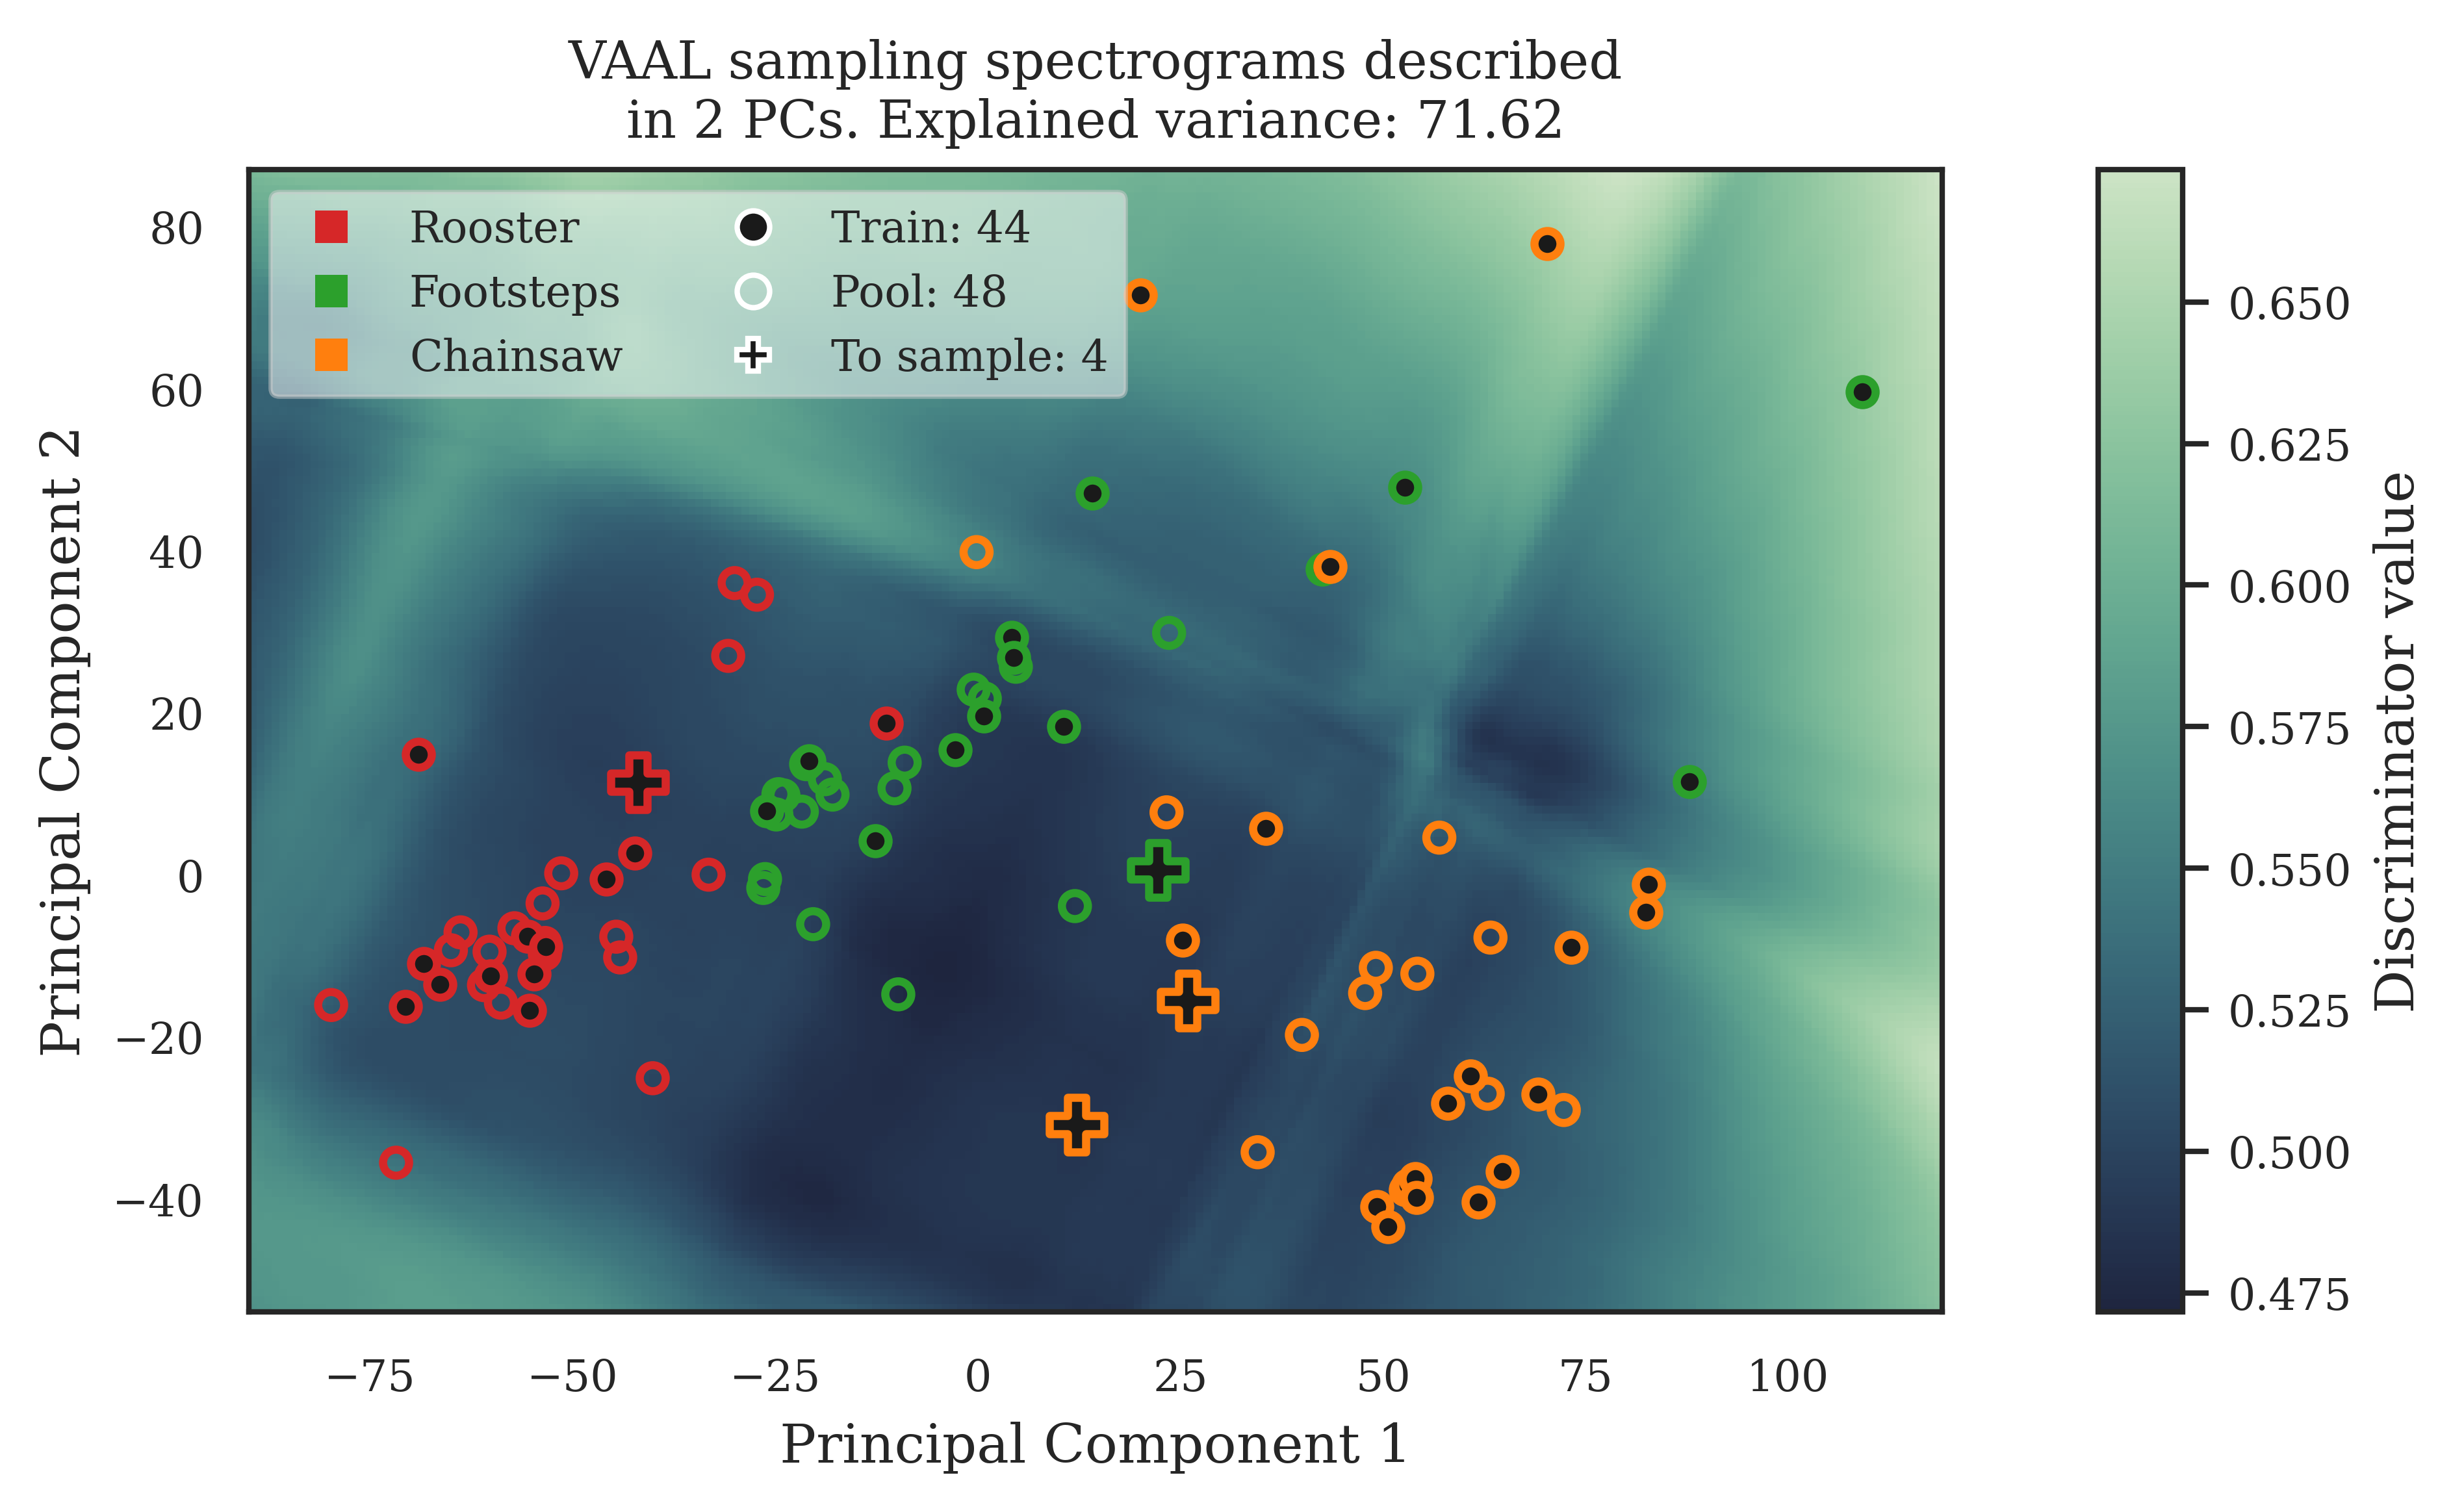 VAAL sampling spectrograms described
in 2 PCs. Explained variance: 71.62
Rooster
Footsteps
Chainsaw
Train: 44
Pool: 48
To sample: 4
Principal Component 2
80
60
40
20
0
−20
−40
−75
−50
−25
0
25
50
75
100
Principal Component 1
0.650
0.625
0.600
0.575
0.550
0.525
0.500
0.475
Discriminator value